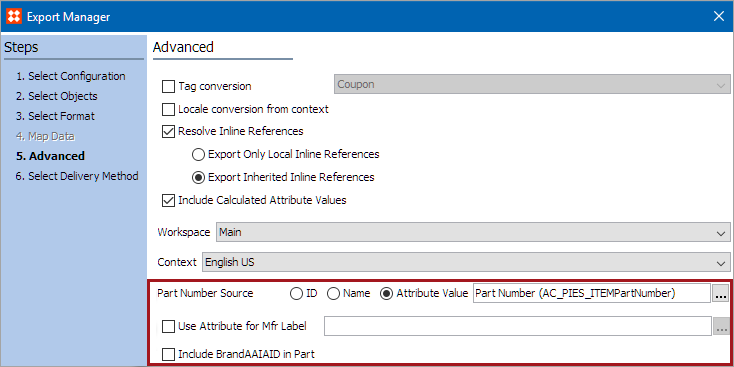 Export Manager
Steps
1. Select Configuration
2. Select Objects
3. Select Format
4. Map Data
5. Advanced
6. Select Delivery Method
Advanced
Tag conversion Coupon
Locale conversion from context
Resolve Inline References
Export Only Local Inline References
Export Inherited Inline References
Include Calculated Attribute Values
Workspace Main
Context English US
Part Number Source ID Name Attribute Value Part Number (AC_PIES_ITEMPartNumber) ...
Use Attribute for Mfr Label ...
Include BrandAAIAID in Part